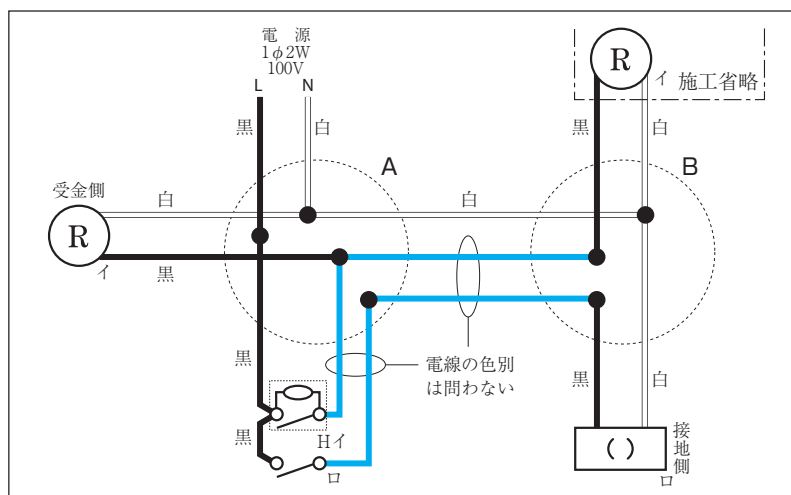 電 源
1φ2W
100V
L
N
黒
白
R
イ
施工省略
黒
白
A
B
受金側
R
イ
白
白
黒
黒
電線の色別
は問わない
黒
Hイ
ロ
黒
白
( )
接地側
ロ